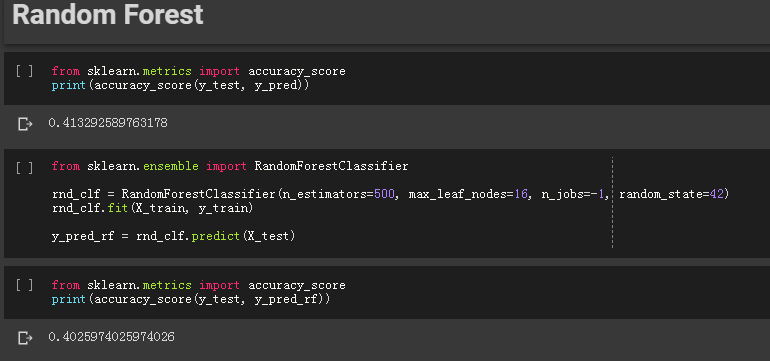 Random Forest
[ ] from sklearn.metrics import accuracy_score
print(accuracy_score(y_test, y_pred))
0.413292589763178
[ ] from sklearn.ensemble import RandomForestClassifier
rnd_clf = RandomForestClassifier(n_estimators=500, max_leaf_nodes=16, n_jobs=-1, random_state=42)
rnd_clf.fit(X_train, y_train)
y_pred_rf = rnd_clf.predict(X_test)
[ ] from sklearn.metrics import accuracy_score
print(accuracy_score(y_test, y_pred_rf))
0.4025974025974026